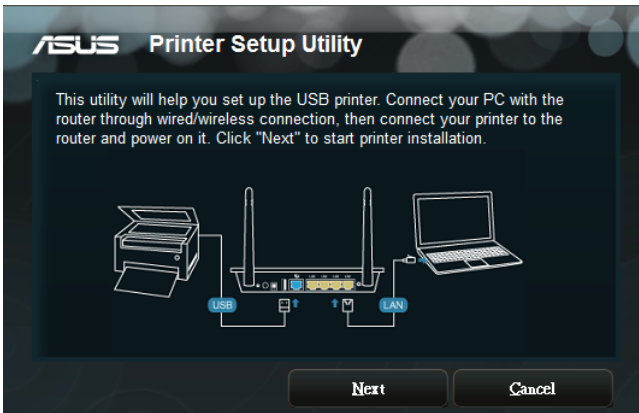 ASUS Printer Setup Utility
This utility will help you set up the USB printer. Connect your PC with the
router through wired/wireless connection, then connect your printer to the
router and power on it. Click "Next" to start printer installation.
USB
LAN
Next
Cancel